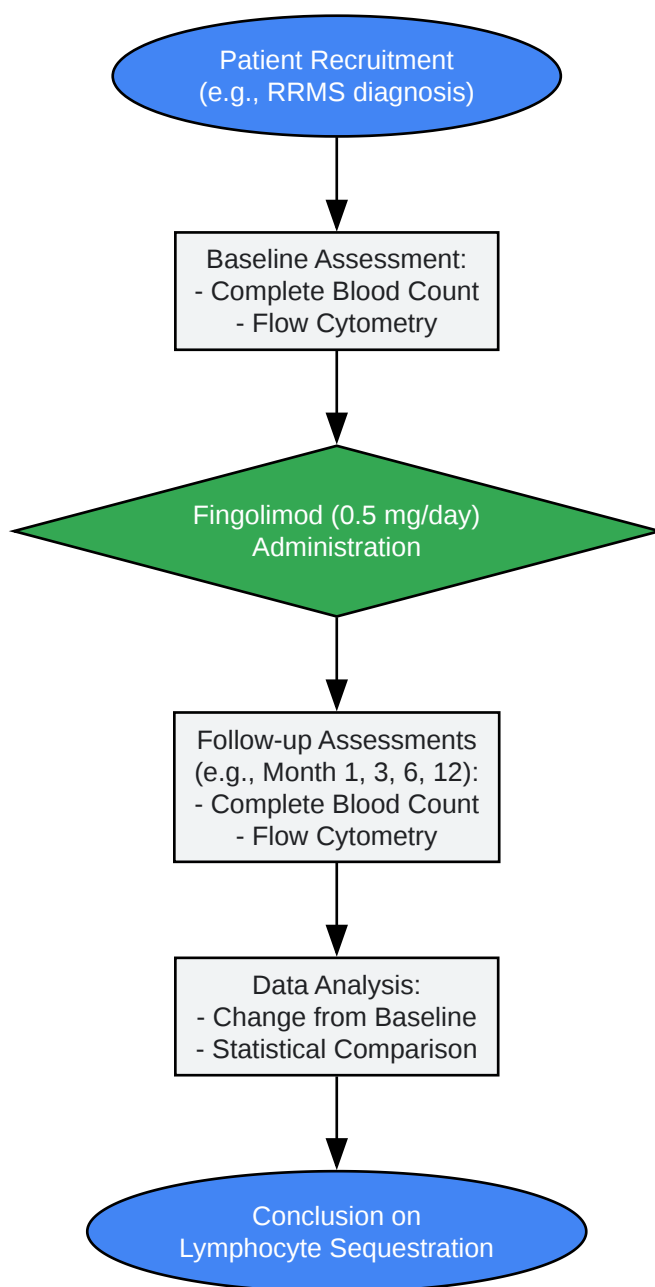 Patient Recruitment
(e.g., RRMS diagnosis)
Baseline Assessment:
- Complete Blood Count
- Flow Cytometry
Fingolimod (0.5 mg/day)
Administration
Follow-up Assessments
(e.g., Month 1, 3, 6, 12):
- Complete Blood Count
- Flow Cytometry
Data Analysis:
- Change from Baseline
- Statistical Comparison
Conclusion on
Lymphocyte Sequestration